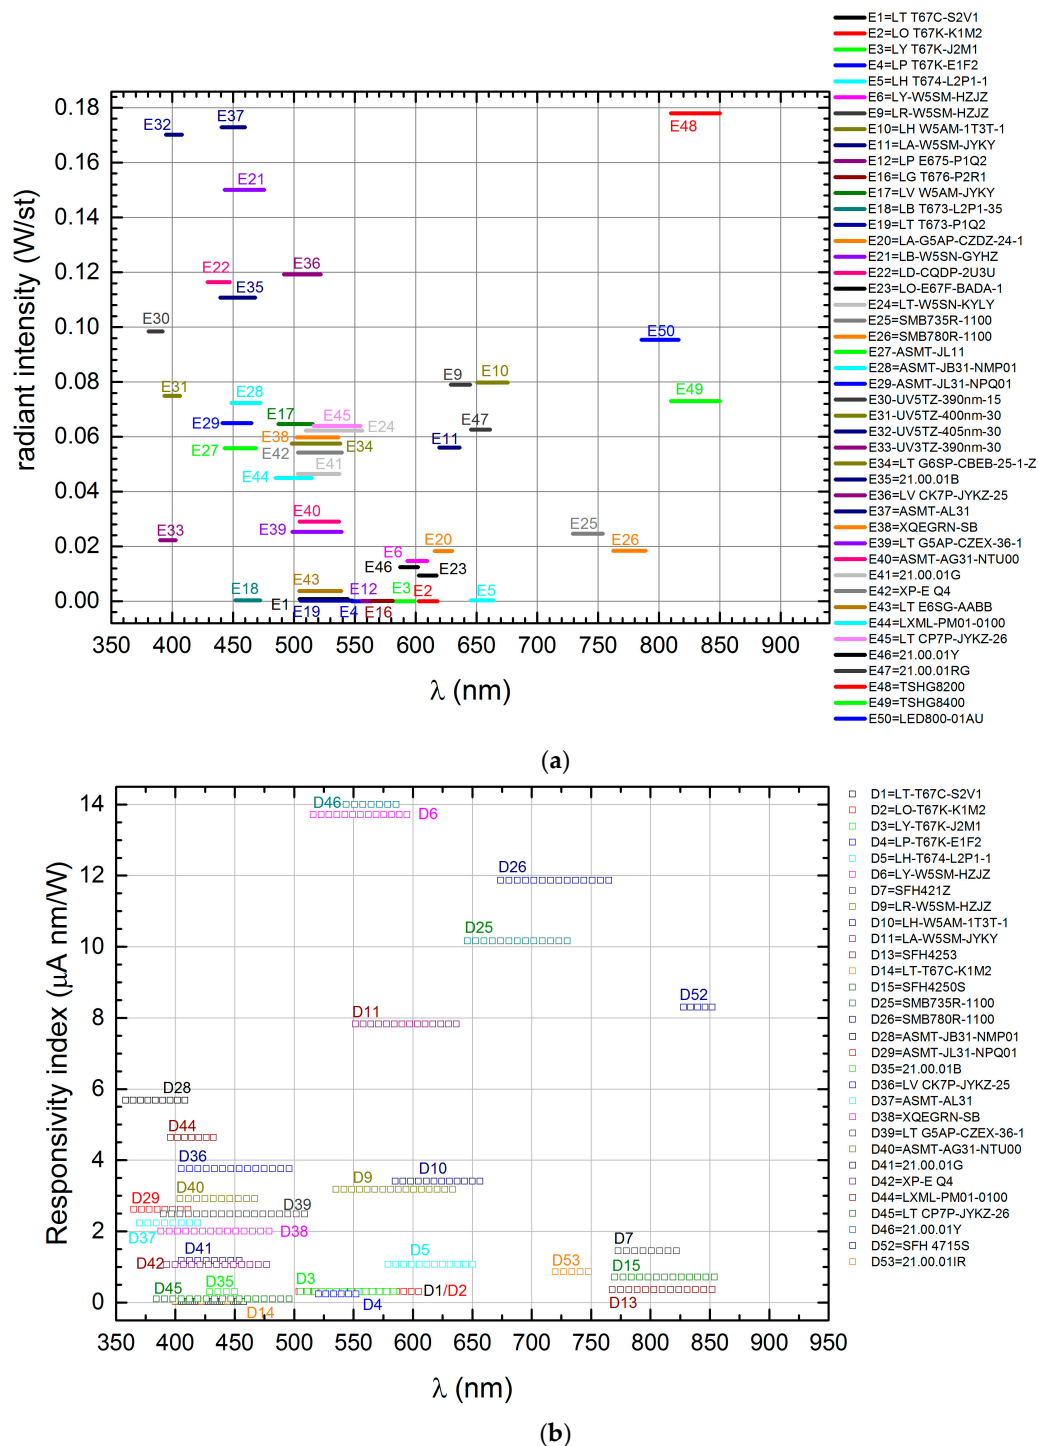 (a)
E1=LT T67C-S2V1
E2=LO T67K-K1M2
E3=LY T67K-J2M1
E4=LP T67K-E1F2
E5=LH T674-L2P1-1
E6=LY-W5SM-HZJZ
E9=LR-W5SM-HZJZ
E10=LH W5AM-1T3T-1
E11=LA-W5SM-JYKY
E12=LP E675-P1Q2
E16=LG T676-P2R1
E17=LV W5AM-JYKY
E18=LB T673-L2P1-35
E19=LT T673-P1Q2
E20=LA-G5AP-CZDZ-24-1
E21=LB-W5SN-GYHZ
E22=LD-CQDP-2U3U
E23=LO-E67F-BADA-1
E24=LT-W5SN-KYLY
E25=SMB735R-1100
E26=SMB780R-1100
E27-ASMT-JL11
E28=ASMT-JB31-NMP01
E29-ASMT-JL31-NPQ01
E30-UV5TZ-390nm-15
E31-UV5TZ-400nm-30
E32-UV5TZ-405nm-30
E33-UV3TZ-390nm-30
E34=LT G6SP-CBEB-25-1-Z
E35=21.00.01B
E36=LV CK7P-JYKZ-25
E37=ASMT-AL31
E38=XQEGRN-SB
E39=LT G5AP-CZEX-36-1
E40=ASMT-AG31-NTU00
E41=21.00.01G
E42=XP-E Q4
E43=LT E6SG-AABB
E44=LXML-PM01-0100
E45=LT CP7P-JYKZ-26
E46=21.00.01Y
E47=21.00.01RG
E48=TSHG8200
E49=TSHG8400
E50=LED800-01AU
radiant intensity (W/st)
0.18
0.16
0.14
0.12
0.10
0.08
0.06
0.04
0.02
0.00
E32
E37
E48
E21
E36
E22
E35
E30
E50
E9
E10
E31
E28
E49
E29
E17
E45
E24
E47
E38
E27
E34
E11
E42
E41
E44
E40
E39
E33
E25
E20
E26
E6
E46
E23
E43
E18
E1
E12
E3
E2
E5
E19
E4
E16
350 400 450 500 550 600 650 700 750 800 850 900
λ (nm)
(a)
Responsivity index (μA nm/W)
14
12
10
8
6
4
2
0
D46
D6
D26
D25
D52
D11
D28
D44
D36
D10
D9
D40
D29
D39
D37
D38
D41
D42
D5
D7
D53
D15
D35
D3
D45
D1/D2
D14
D4
D13
350 400 450 500 550 600 650 700 750 800 850 900 950
λ (nm)
D1=LT-T67C-S2V1
D2=LO-T67K-K1M2
D3=LY-T67K-J2M1
D4=LP-T67K-E1F2
D5=LH-T674-L2P1-1
D6=LY-W5SM-HZJZ
D7=SFH421Z
D9=LR-W5SM-HZJZ
D10=LH-W5AM-1T3T-1
D11=LA-W5SM-JYKY
D13=SFH4253
D14=LT-T67C-K1M2
D15=SFH4250S
D25=SMB735R-1100
D26=SMB780R-1100
D28=ASMT-JB31-NMP01
D29=ASMT-JL31-NPQ01
D35=21.00.01B
D36=LV CK7P-JYKZ-25
D37=ASMT-AL31
D38=XQEGRN-SB
D39=LT G5AP-CZEX-36-1
D40=ASMT-AG31-NTU00
D41=21.00.01G
D42=XP-E Q4
D44=LXML-PM01-0100
D45=LT CP7P-JYKZ-26
D46=21.00.01Y
D52=SFH 4715S
D53=21.00.01IR
(b)